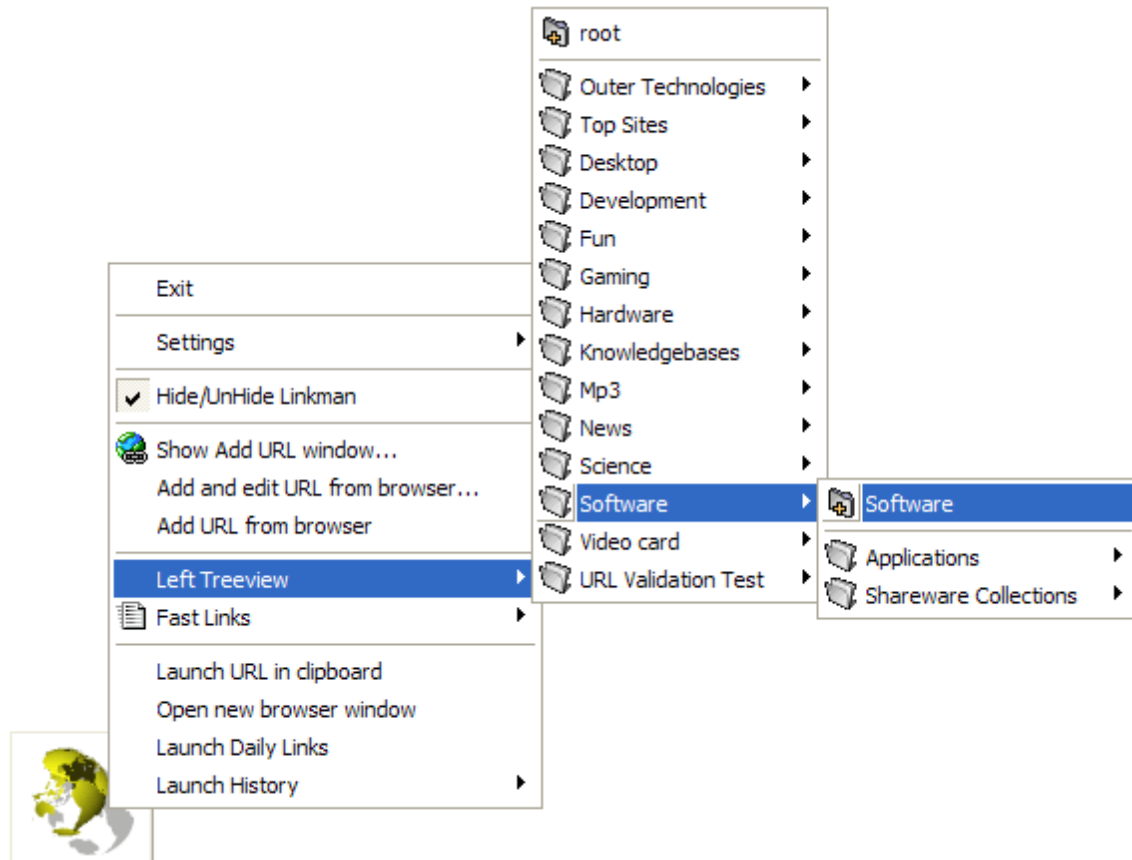 root
Outer Technologies
Top Sites
Desktop
Development
Fun
Gaming
Hardware
Knowledgebases
Mp3
News
Science
Software
Video card
URL Validation Test
Exit
Settings
Hide/UnHide Linkman
Show Add URL window...
Add and edit URL from browser...
Add URL from browser
Left Treeview
Fast Links
Launch URL in clipboard
Open new browser window
Launch Daily Links
Launch History
Software
Applications
Shareware Collections